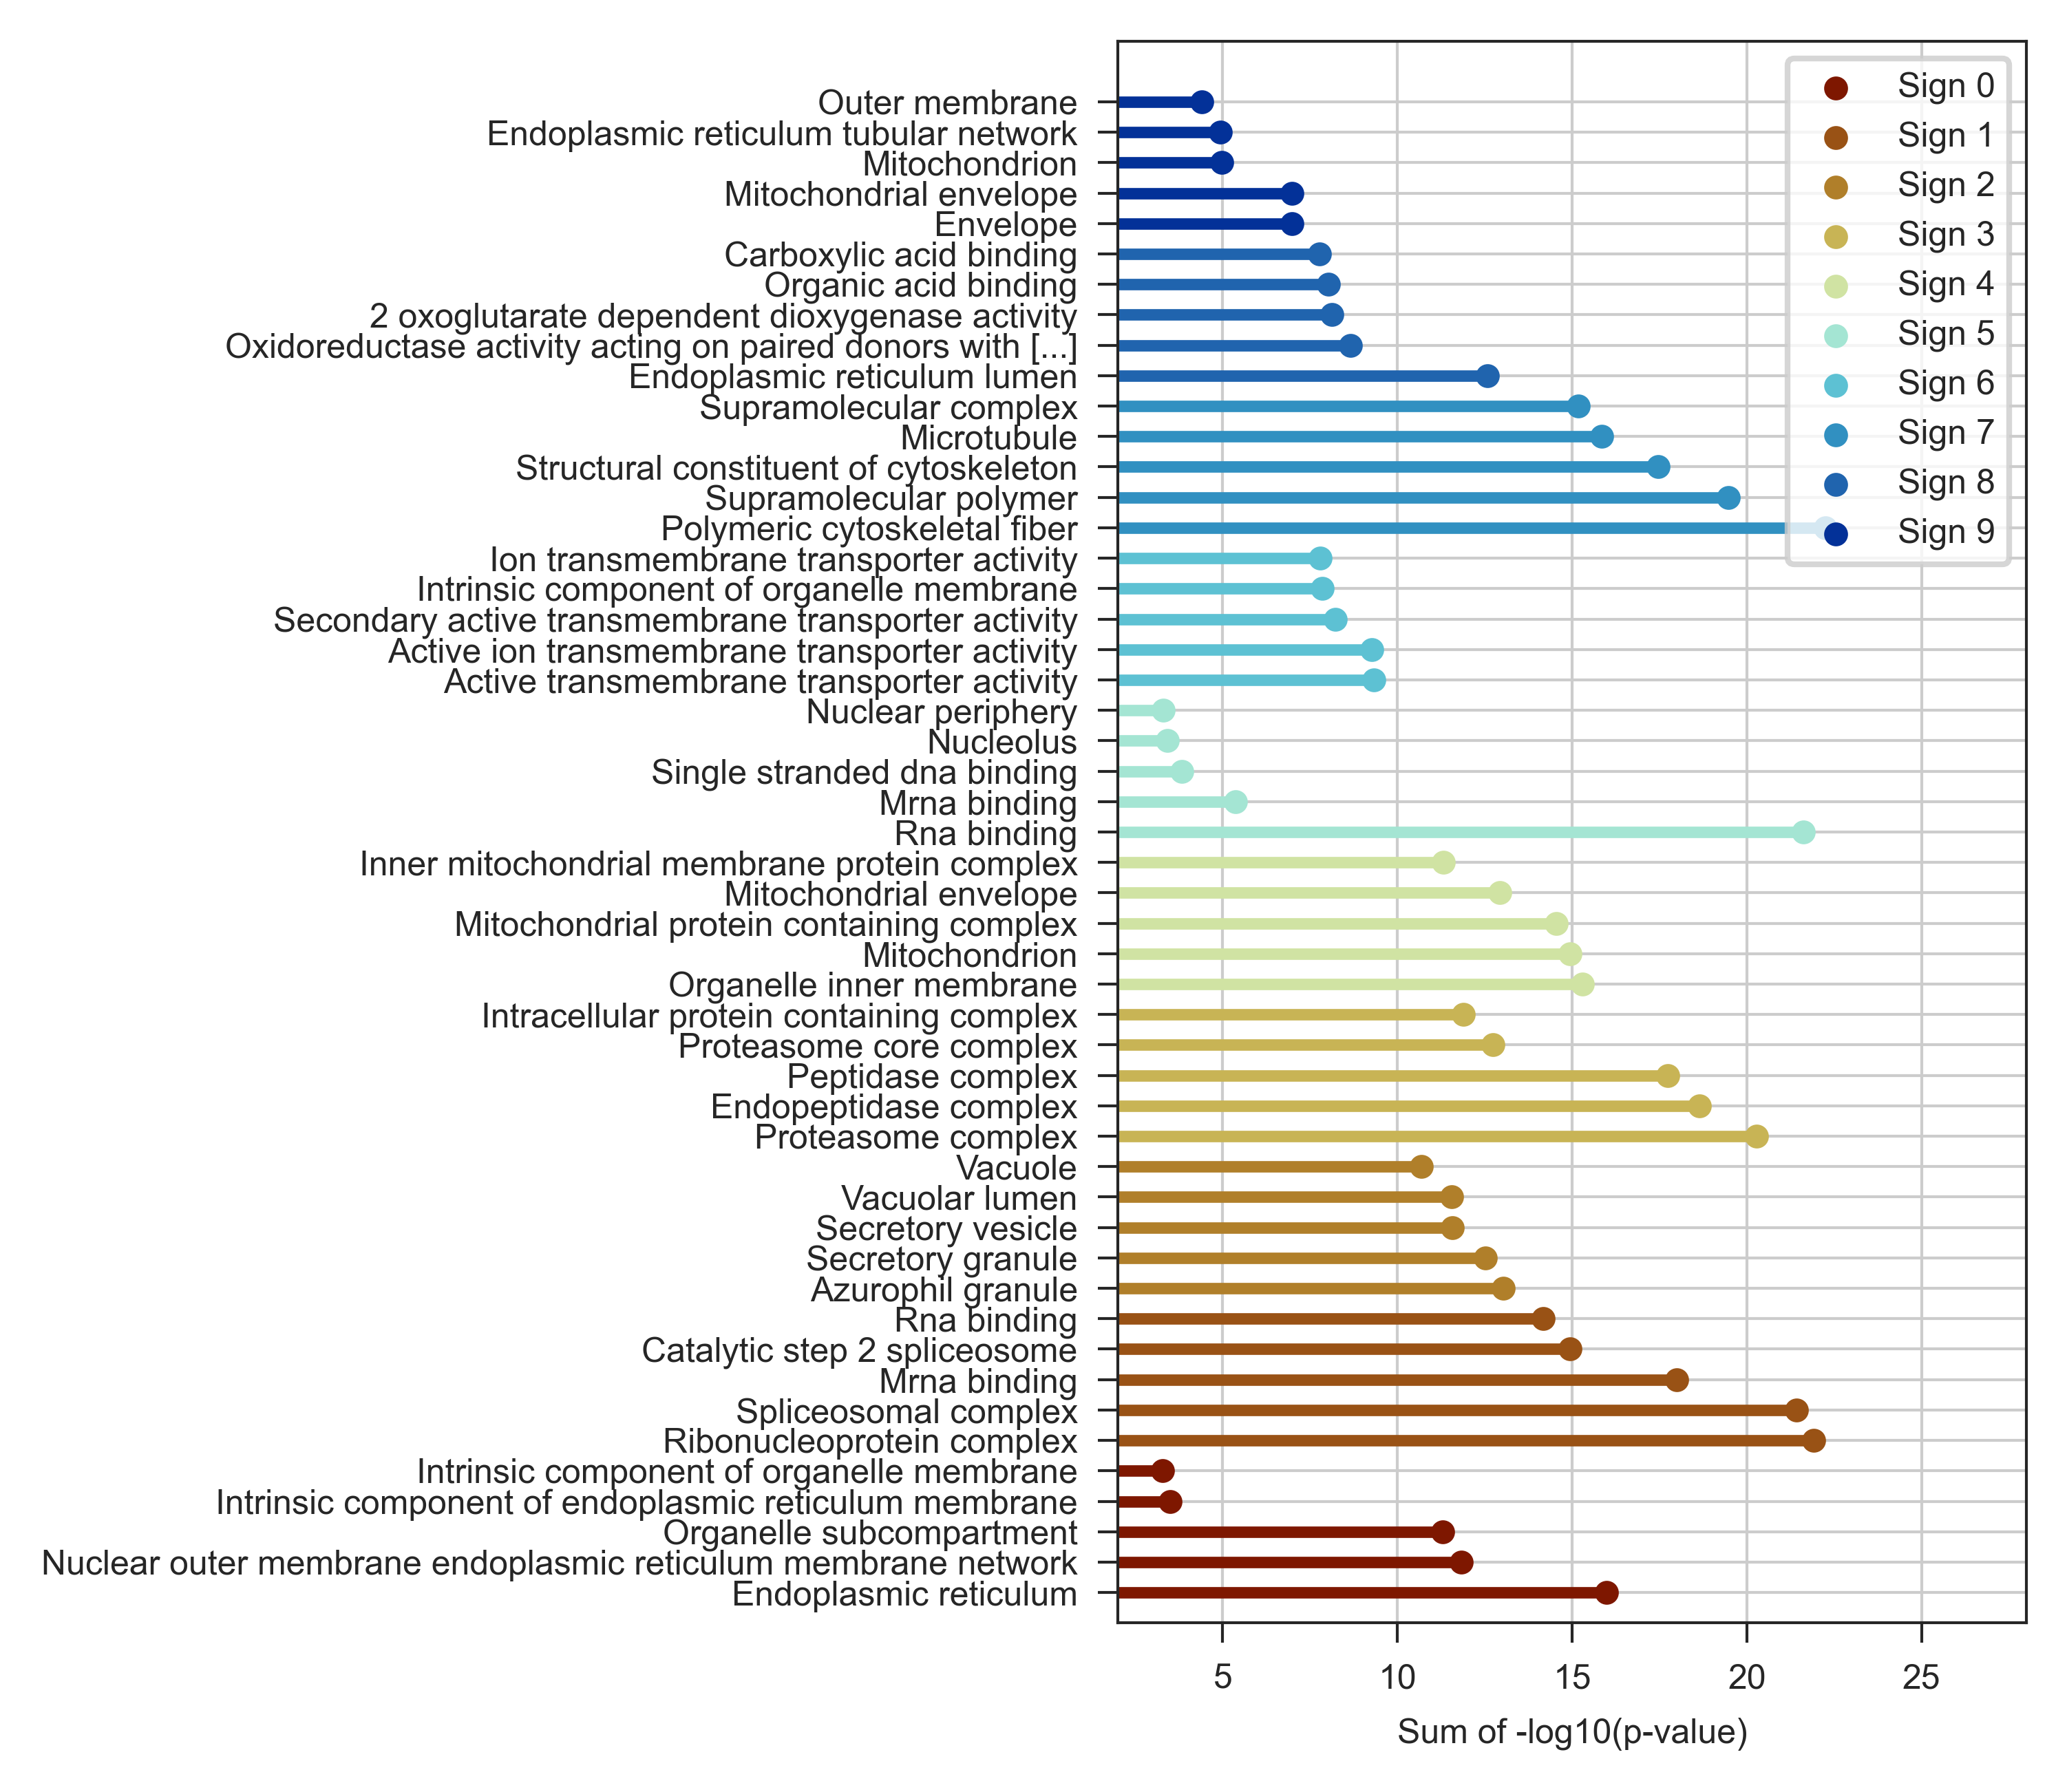 Outer membrane
Endoplasmic reticulum tubular network
Mitochondrion
Mitochondrial envelope
Envelope
Carboxylic acid binding
Organic acid binding
2 oxoglutarate dependent dioxygenase activity
Oxidoreductase activity acting on paired donors with [...]
Endoplasmic reticulum lumen
Supramolecular complex
Microtubule
Structural constituent of cytoskeleton
Supramolecular polymer
Polymeric cytoskeletal fiber
Ion transmembrane transporter activity
Intrinsic component of organelle membrane
Secondary active transmembrane transporter activity
Active ion transmembrane transporter activity
Active transmembrane transporter activity
Nuclear periphery
Nucleolus
Single stranded dna binding
Mrna binding
Rna binding
Inner mitochondrial membrane protein complex
Mitochondrial envelope
Mitochondrial protein containing complex
Mitochondrion
Organelle inner membrane
Intracellular protein containing complex
Proteasome core complex
Peptidase complex
Endopeptidase complex
Proteasome complex
Vacuole
Vacuolar lumen
Secretory vesicle
Secretory granule
Azurophil granule
Rna binding
Catalytic step 2 spliceosome
Mrna binding
Spliceosomal complex
Ribonucleoprotein complex
Intrinsic component of organelle membrane
Intrinsic component of endoplasmic reticulum membrane
Organelle subcompartment
Nuclear outer membrane endoplasmic reticulum membrane network
Endoplasmic reticulum
Sign 0
Sign 1
Sign 2
Sign 3
Sign 4
Sign 5
Sign 6
Sign 7
Sign 8
Sign 9
5 10 15 20 25
Sum of -log10(p-value)